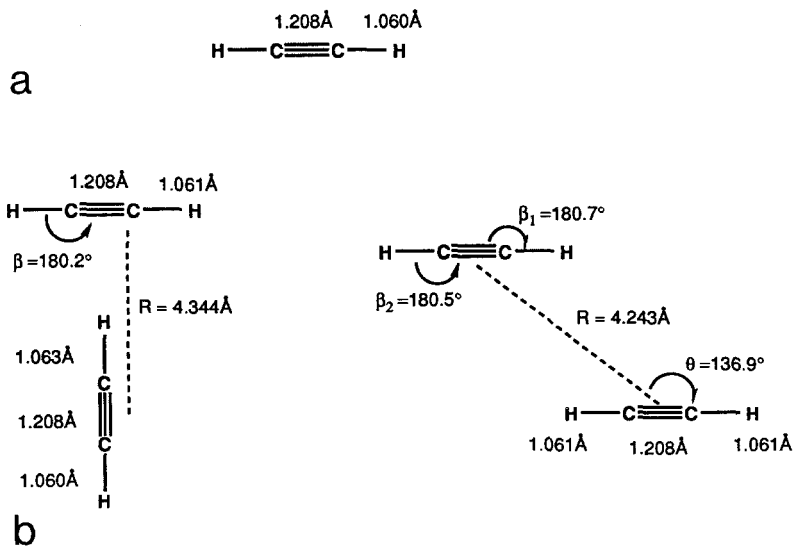 1.208Å 1.060Å
H—C≡C—H
a
1.208Å 1.061Å
H—C≡C—H
β=180.2°
R = 4.344Å
H
1.063Å
C
1.208Å
C
1.060Å
H
β₁=180.7°
H—C≡C—H
β₂=180.5°
R = 4.243Å
θ=136.9°
H—C≡C—H
1.061Å 1.208Å 1.061Å
b